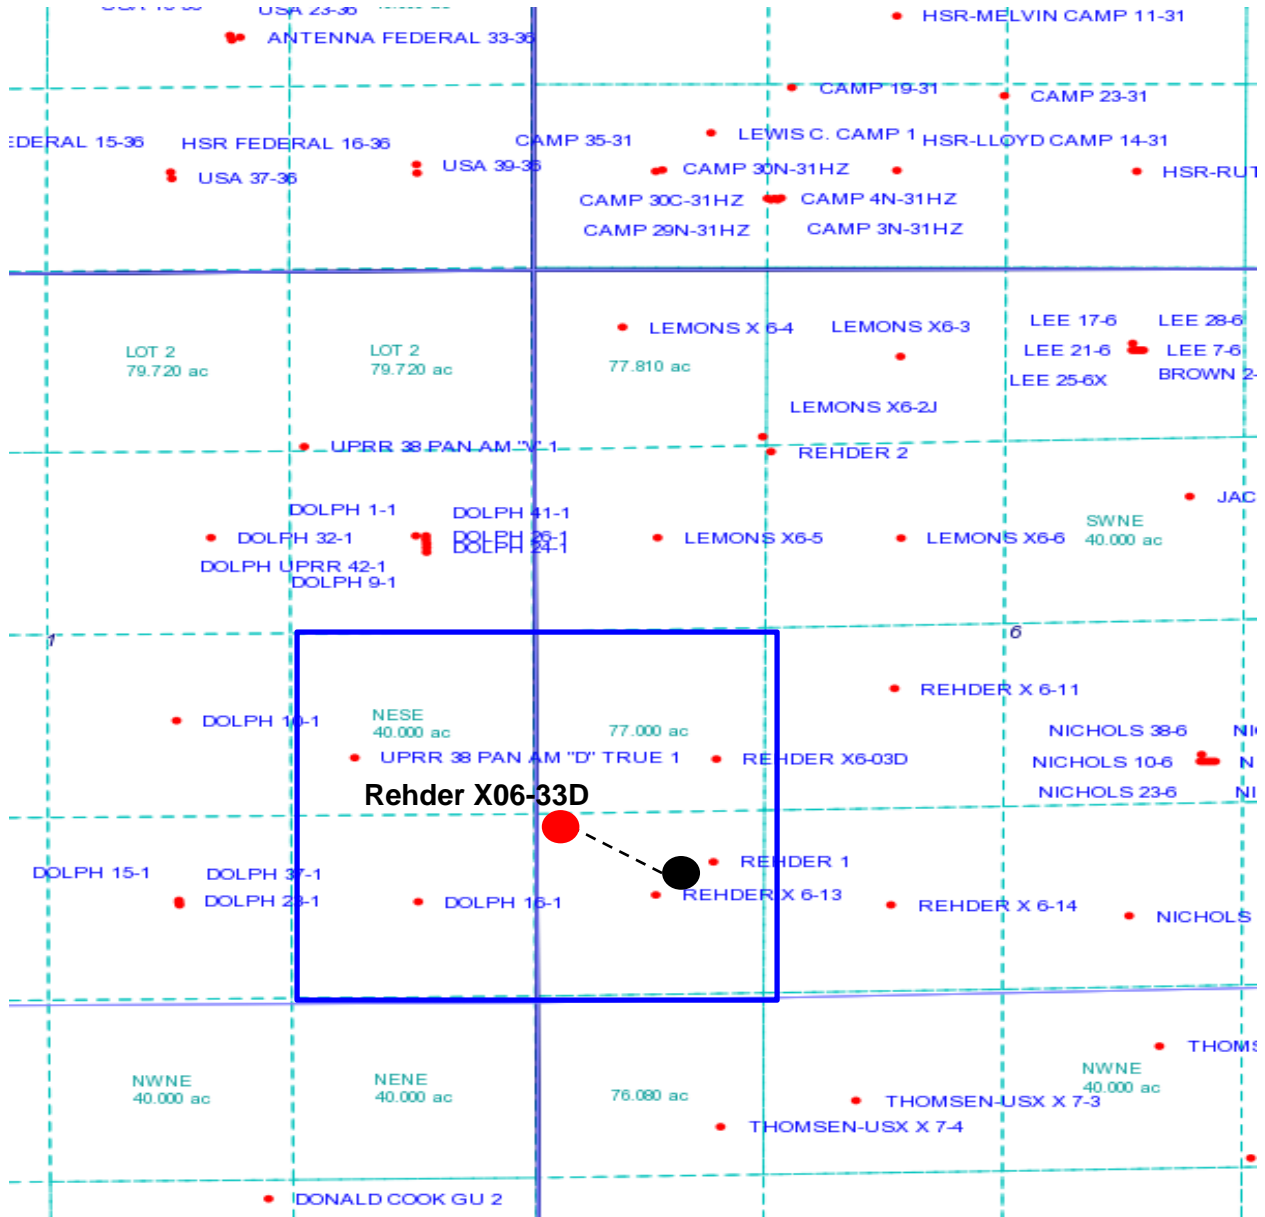 USA 23-36
ANTENNA FEDERAL 33-36
HSR-MELVIN CAMP 11-31
CAMP 19-31
CAMP 23-31
EDERAL 15-36
HSR FEDERAL 16-36
CAMP 35-31
LEWIS C. CAMP 1
HSR-LLOYD CAMP 14-31
USA 37-36
USA 39-36
CAMP 30N-31HZ
HSR-RUT
CAMP 30C-31HZ
CAMP 4N-31HZ
CAMP 29N-31HZ
CAMP 3N-31HZ
LEMONS X 6-4
LEMONS X6-3
LEE 17-6
LEE 28-6
LOT 2
79.720 ac
LOT 2
79.720 ac
77.810 ac
LEE 21-6
LEE 7-6
LEE 25-6X
BROWN 2-
LEMONS X6-2J
UPRR 38 PAN AM "V" 1
REHDER 2
DOLPH 1-1
DOLPH 41-1
JAC
DOLPH 32-1
DOLPH 26-1
DOLPH 24-1
LEMONS X6-5
LEMONS X6-6
SWNE
40.000 ac
DOLPH UPRR 42-1
DOLPH 9-1
1
6
REHDER X 6-11
DOLPH 10-1
NESE
40.000 ac
77.000 ac
NICHOLS 38-6
NI
UPRR 38 PAN AM "D" TRUE 1
REHDER X6-03D
NICHOLS 10-6
N
Rehder X06-33D
NICHOLS 23-6
NI
DOLPH 15-1
DOLPH 37-1
REHDER 1
DOLPH 23-1
DOLPH 16-1
REHDER X 6-13
REHDER X 6-14
NICHOLS
NWNE
40.000 ac
NENE
40.000 ac
76.080 ac
NWNE
40.000 ac
THOMS
THOMSEN-USX X 7-3
THOMSEN-USX X 7-4
DONALD COOK GU 2